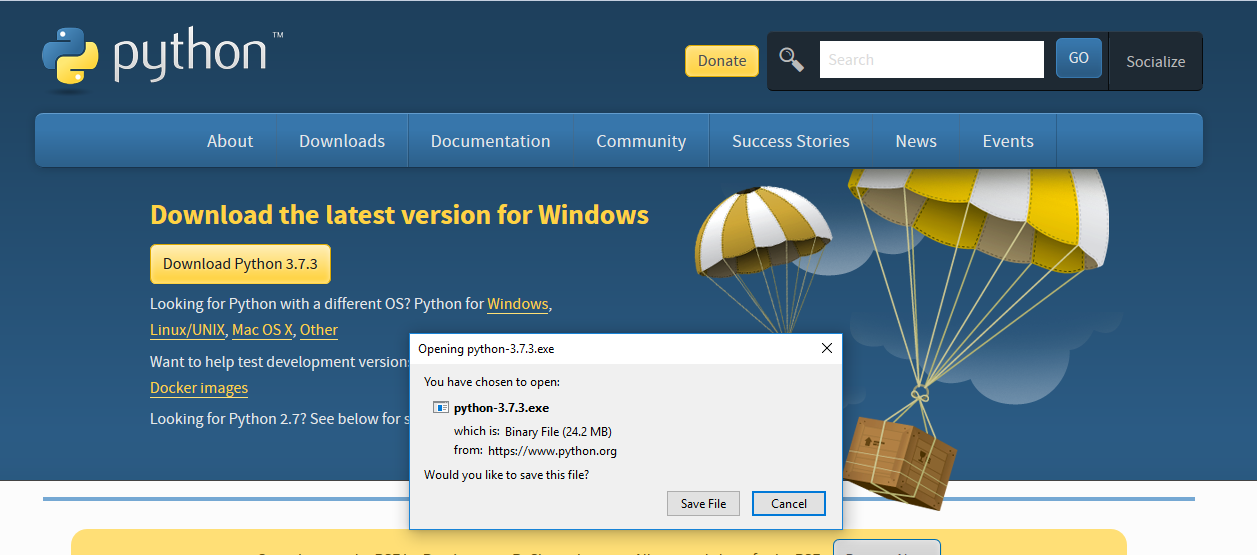 python™
Donate
Search
GO
Socialize
About
Downloads
Documentation
Community
Success Stories
News
Events
Download the latest version for Windows
Download Python 3.7.3
Looking for Python with a different OS? Python for Windows,
Linux/UNIX, Mac OS X, Other
Want to help test development versions
Docker images
Looking for Python 2.7? See below for s
Opening python-3.7.3.exe
You have chosen to open:
python-3.7.3.exe
which is: Binary File (24.2 MB)
from: https://www.python.org
Would you like to save this file?
Save File
Cancel